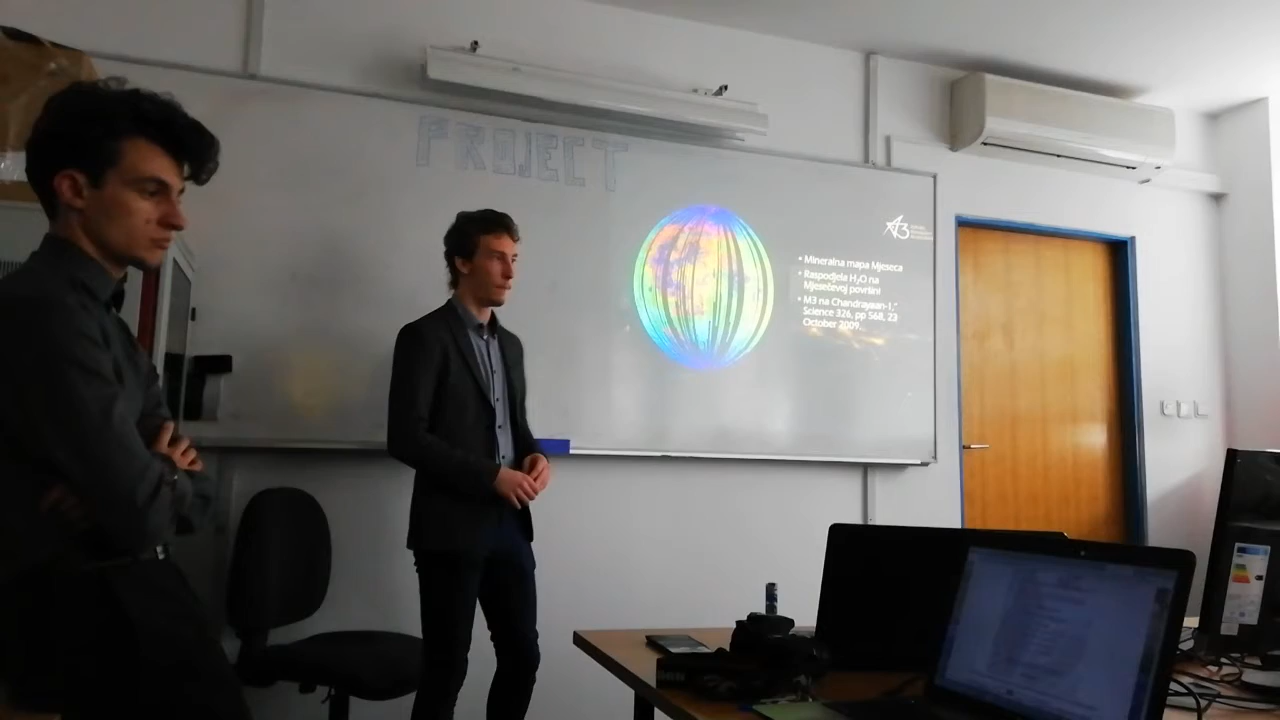 PROJECT
A3
• Mineralna mapa Mjeseca
• Raspodjela H₂O na
Mjesečevoj površini
• M3 na Chandrayaan-1,"
Science 326, pp 568, 23
October 2009.